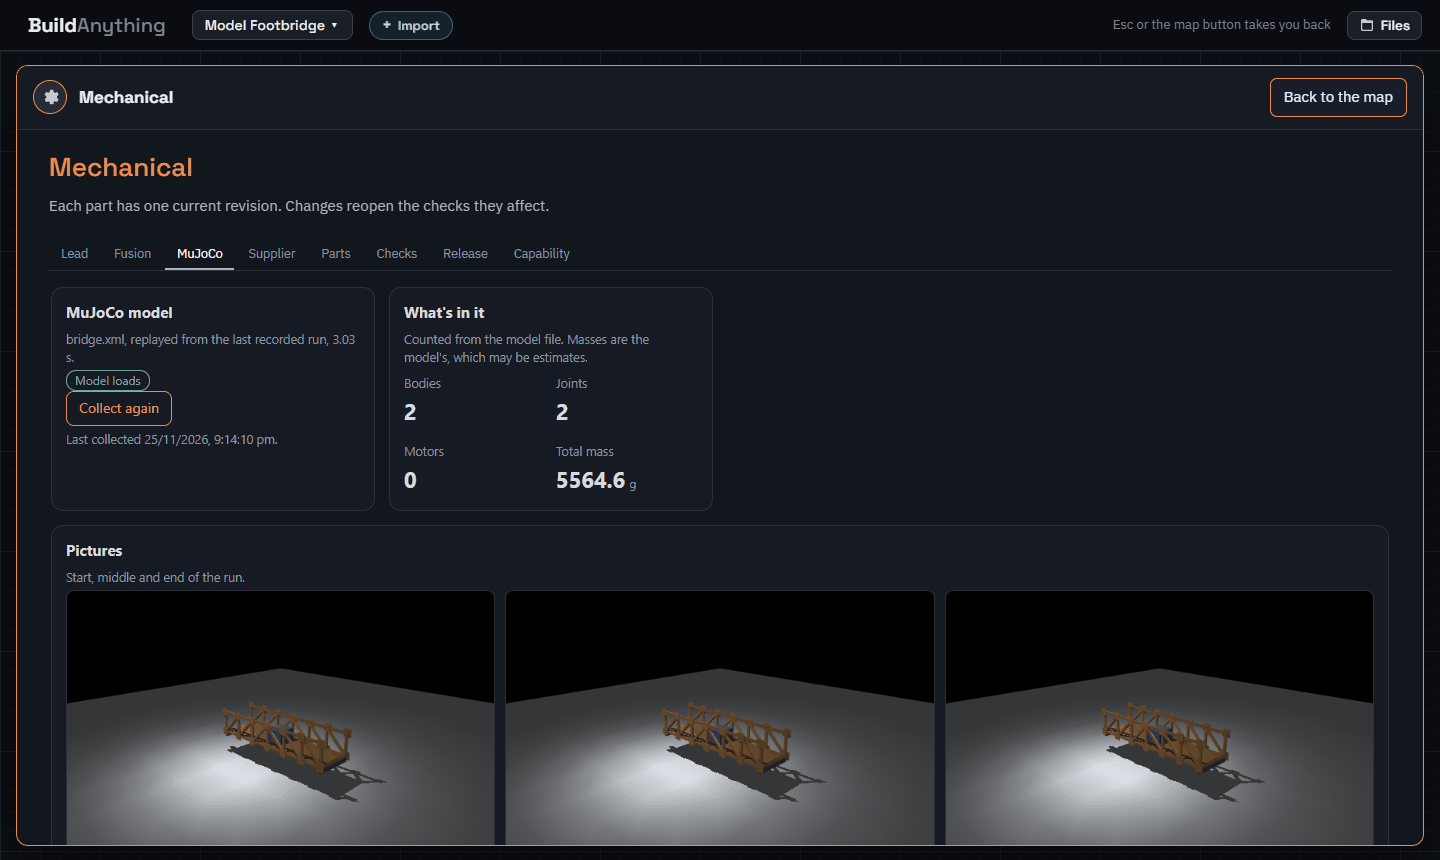 BuildAnything
Model Footbridge ▾
+ Import
Esc or the map button takes you back
Files
Mechanical
Back to the map
Mechanical
Each part has one current revision. Changes reopen the checks they affect.
Lead
Fusion
MuJoCo
Supplier
Parts
Checks
Release
Capability
MuJoCo model
bridge.xml, replayed from the last recorded run, 3.03
s.
Model loads
Collect again
Last collected 25/11/2026, 9:14:10 pm.
What's in it
Counted from the model file. Masses are the
model's, which may be estimates.
Bodies
Joints
2
2
Motors
Total mass
0
5564.6 g
Pictures
Start, middle and end of the run.